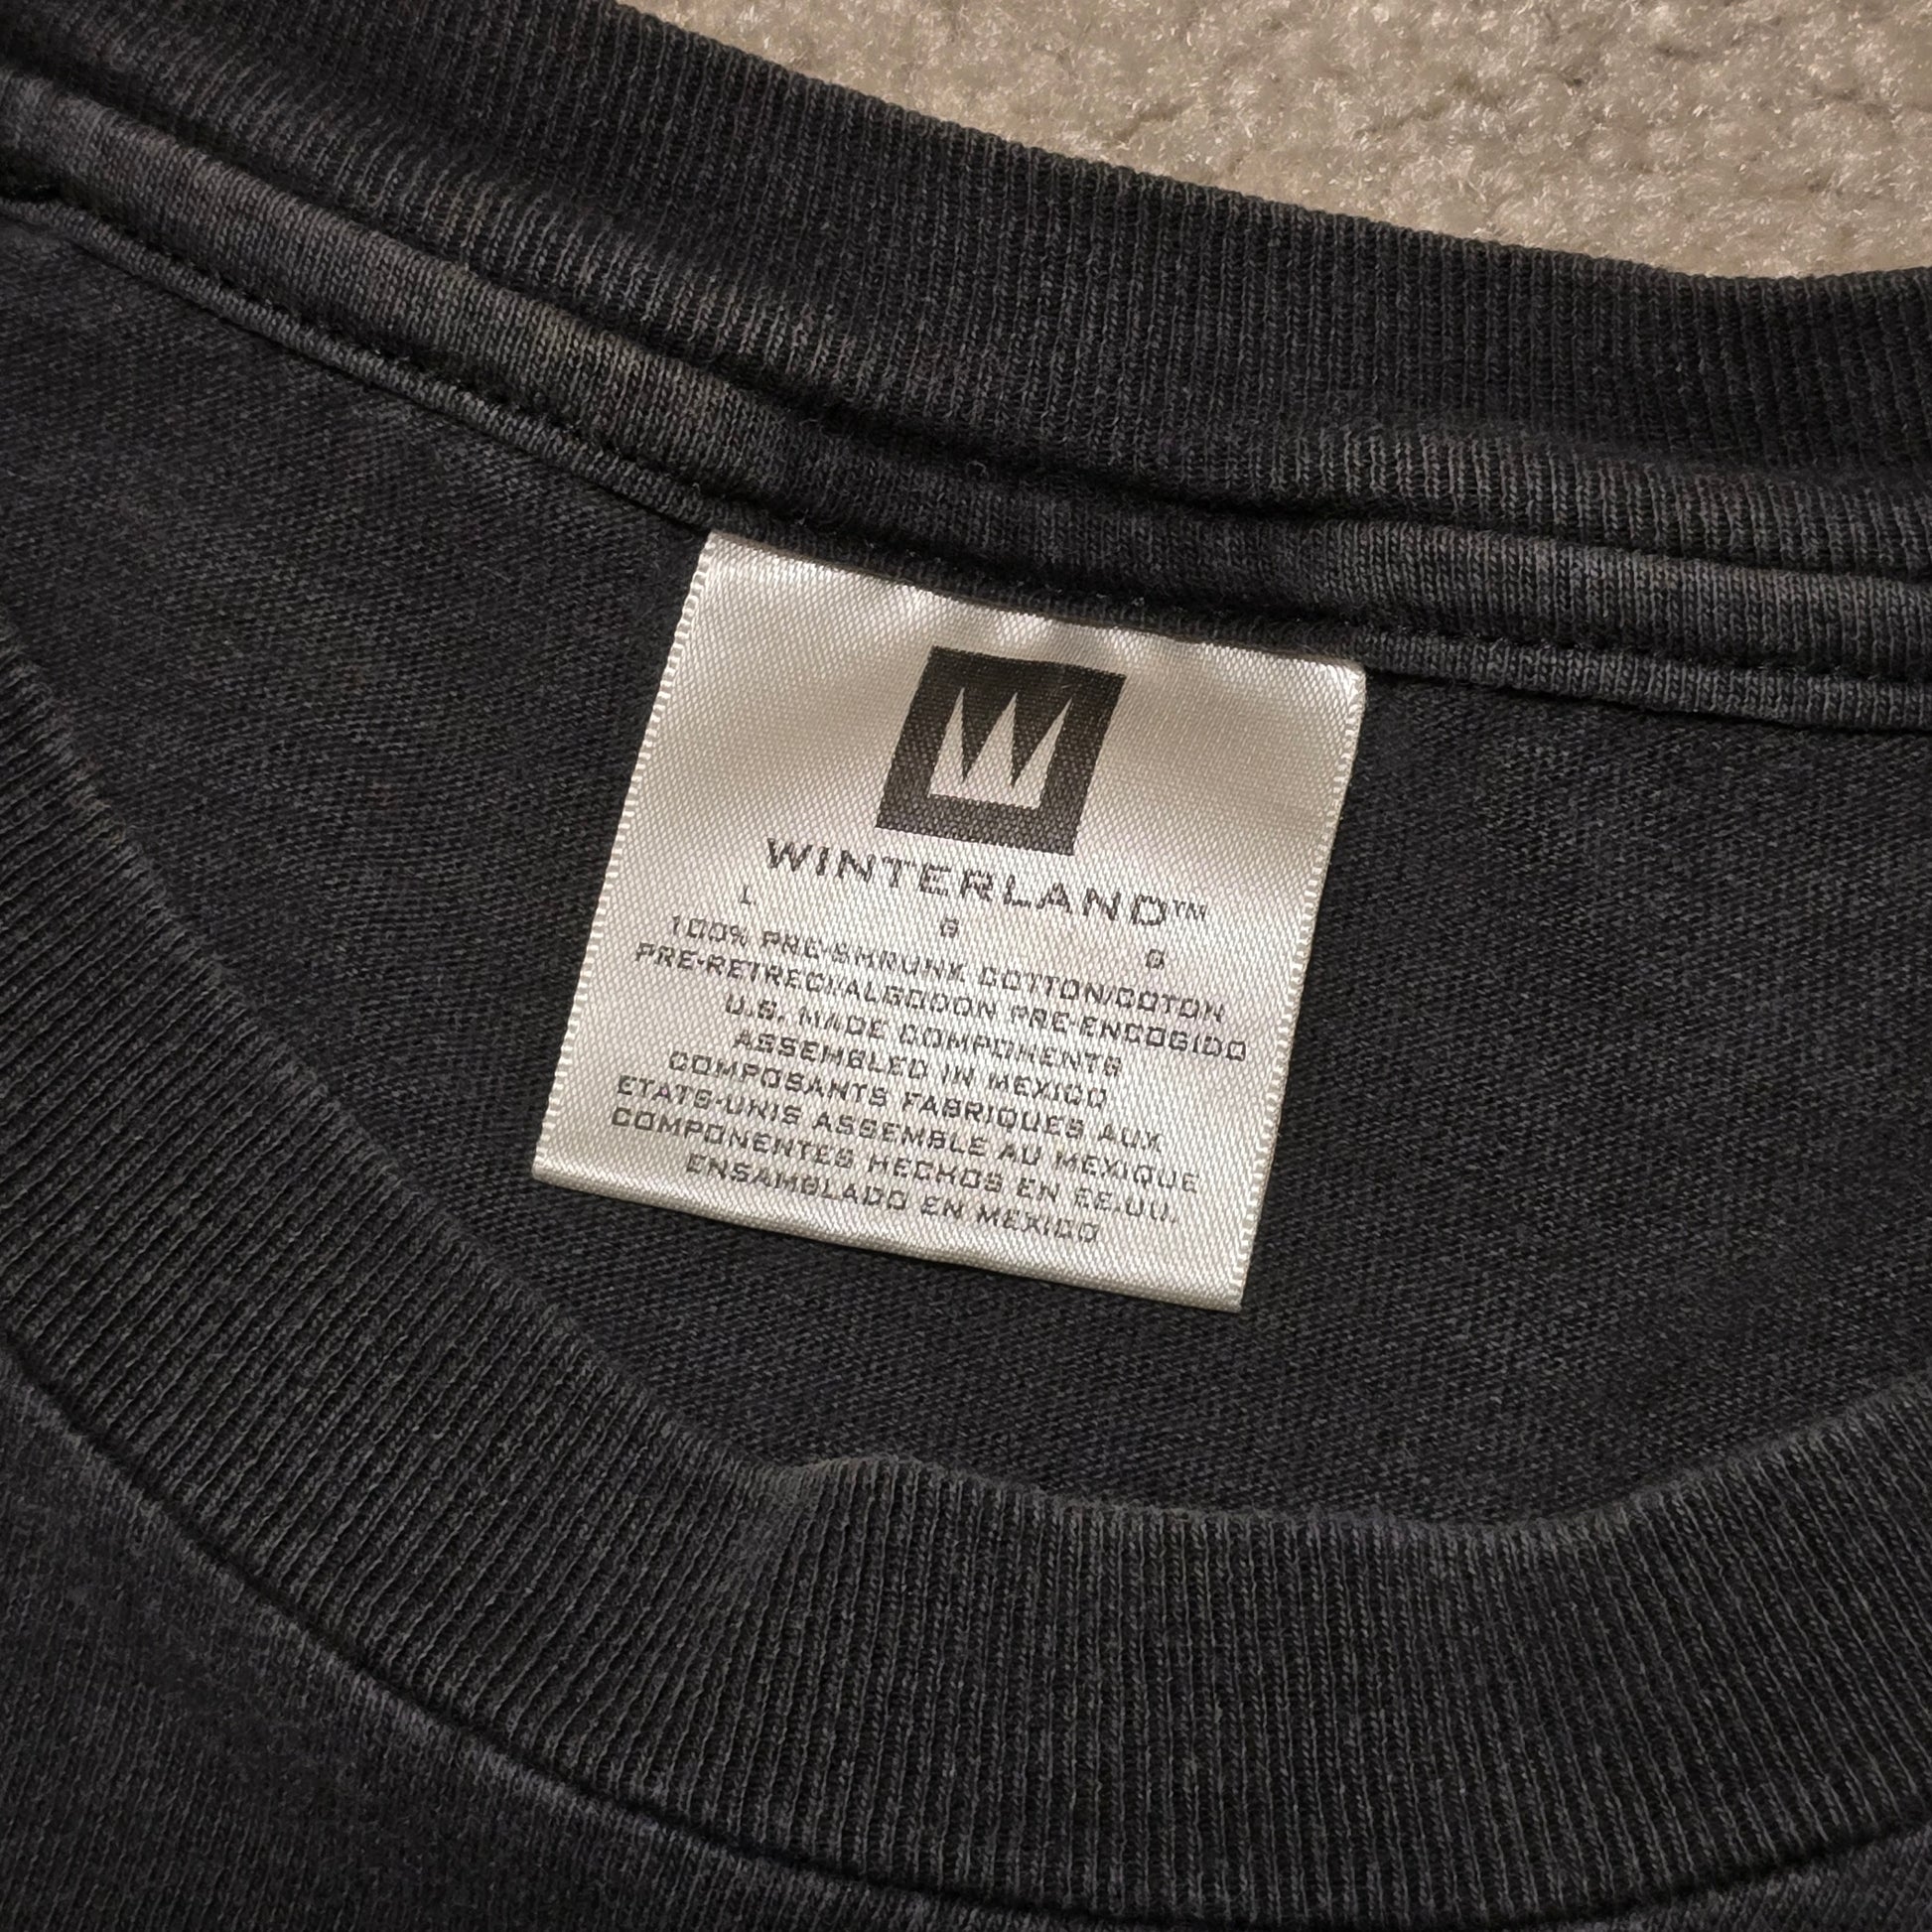 WINTERLAND™
L G G
100% PRE-SHRUNK COTTON/COTON
PRE-RETRECI/ALGODON PRE-ENCOGIDO
U.S. MADE COMPONENTS
ASSEMBLED IN MEXICO
COMPOSANTS FABRIQUES AUX
ETATS-UNIS ASSEMBLE AU MEXIQUE
COMPONENTES HECHOS EN EE.UU.
ENSAMBLADO EN MEXICO